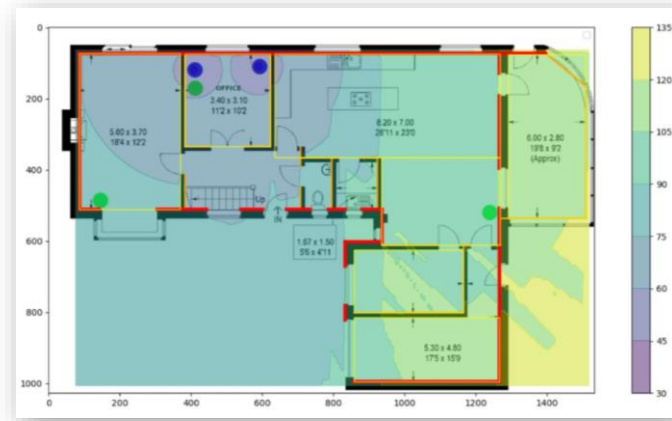 0
200
400
600
800
1000
0
200
400
600
800
1000
1200
1400
OFFICE
3.40 x 3.10
11'2 x 10'2
5.60 x 3.70
18'4 x 12'2
8.20 x 7.00
26'11 x 23'0
6.00 x 2.80
19'8 x 9'2
(Approx)
Up
IN
1.67 x 1.50
5'6 x 4'11
5.30 x 4.80
17'5 x 15'9
135
120
105
90
75
60
45
30